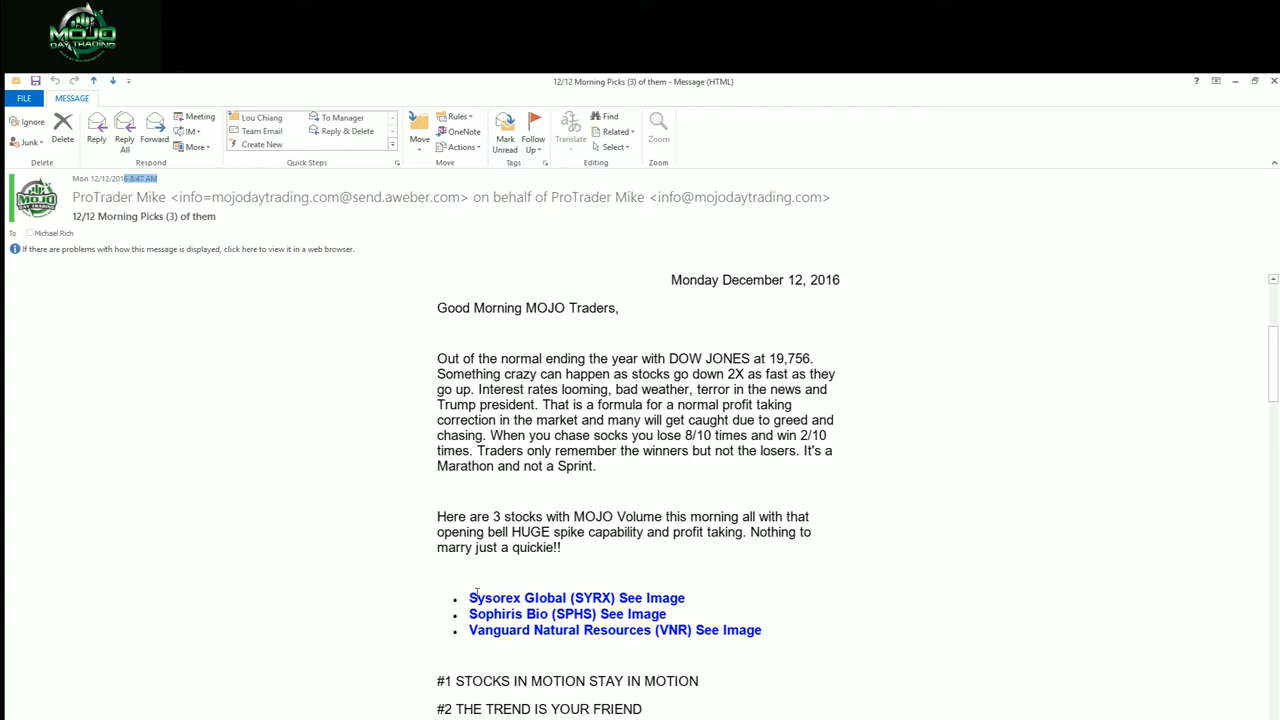 MOJO
DAY TRADING
12/12 Morning Picks (3) of them - Message (HTML)
FILE
MESSAGE
Ignore
Junk
Delete
Reply
Reply All
Forward
Meeting
IM
More
Lou Chiang
Team Email
Create New
To Manager
Reply & Delete
Move
Rules
OneNote
Actions
Mark Unread
Follow Up
Translate
Find
Related
Select
Zoom
Delete
Respond
Quick Steps
Move
Tags
Editing
Zoom
Mon 12/12/2016 8:47 AM
ProTrader Mike <info=mojodaytrading.com@send.aweber.com> on behalf of ProTrader Mike <info@mojodaytrading.com>
12/12 Morning Picks (3) of them
To Michael Rich
If there are problems with how this message is displayed, click here to view it in a web browser.
Monday December 12, 2016
Good Morning MOJO Traders,
Out of the normal ending the year with DOW JONES at 19,756.
Something crazy can happen as stocks go down 2X as fast as they
go up. Interest rates looming, bad weather, terror in the news and
Trump president. That is a formula for a normal profit taking
correction in the market and many will get caught due to greed and
chasing. When you chase socks you lose 8/10 times and win 2/10
times. Traders only remember the winners but not the losers. It's a
Marathon and not a Sprint.
Here are 3 stocks with MOJO Volume this morning all with that
opening bell HUGE spike capability and profit taking. Nothing to
marry just a quickie!!
• Sysorex Global (SYRX) See Image
• Sophiris Bio (SPHS) See Image
• Vanguard Natural Resources (VNR) See Image
#1 STOCKS IN MOTION STAY IN MOTION
#2 THE TREND IS YOUR FRIEND